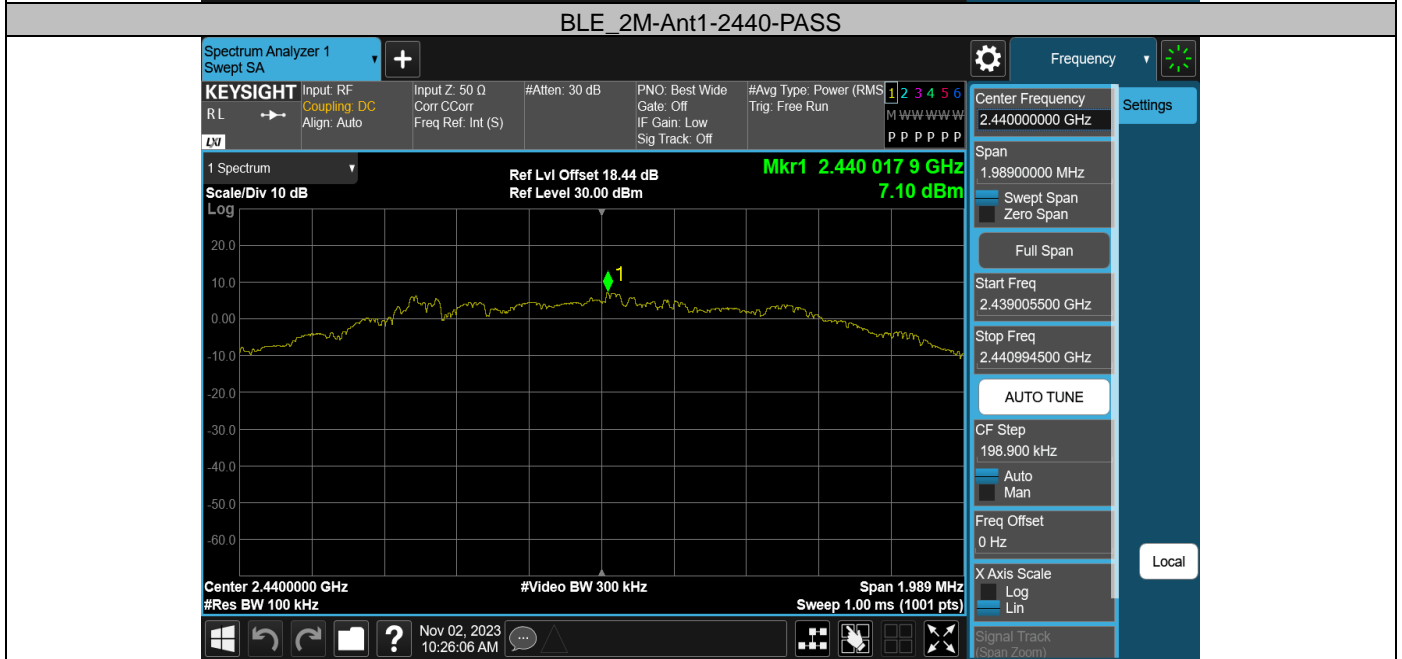 BLE_2M-Ant1-2440-PASS
Spectrum Analyzer 1
Swept SA
+
Frequency
KEYSIGHT
R L
LXI
Input: RF
Coupling: DC
Align: Auto
Input Z: 50 Ω
Corr CCorr
Freq Ref: Int (S)
#Atten: 30 dB
PNO: Best Wide
Gate: Off
IF Gain: Low
Sig Track: Off
#Avg Type: Power (RMS
Trig: Free Run
1 2 3 4 5 6
M W W W W W
P P P P P P
1 Spectrum
Scale/Div 10 dB
Ref Lvl Offset 18.44 dB
Ref Level 30.00 dBm
Mkr1 2.440 017 9 GHz
7.10 dBm
Log
20.0
10.0
0.00
-10.0
-20.0
-30.0
-40.0
-50.0
-60.0
1
Center 2.4400000 GHz
#Video BW 300 kHz
Span 1.989 MHz
#Res BW 100 kHz
Sweep 1.00 ms (1001 pts)
?
Nov 02, 2023
10:26:06 AM
Center Frequency
2.440000000 GHz
Span
1.98900000 MHz
Swept Span
Zero Span
Full Span
Start Freq
2.439005500 GHz
Stop Freq
2.440994500 GHz
AUTO TUNE
CF Step
198.900 kHz
Auto
Man
Freq Offset
0 Hz
X Axis Scale
Log
Lin
Signal Track
(Span Zoom)
Settings
Local